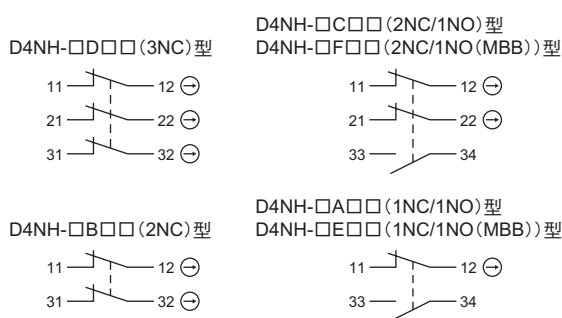 D4NH-□D□□(3NC)型
11 12
21 22
31 32
D4NH-□C□□(2NC/1NO)型
D4NH-□F□□(2NC/1NO(MBB))型
11 12
21 22
33 34
D4NH-□B□□(2NC)型
11 12
31 32
D4NH-□A□□(1NC/1NO)型
D4NH-□E□□(1NC/1NO(MBB))型
11 12
33 34